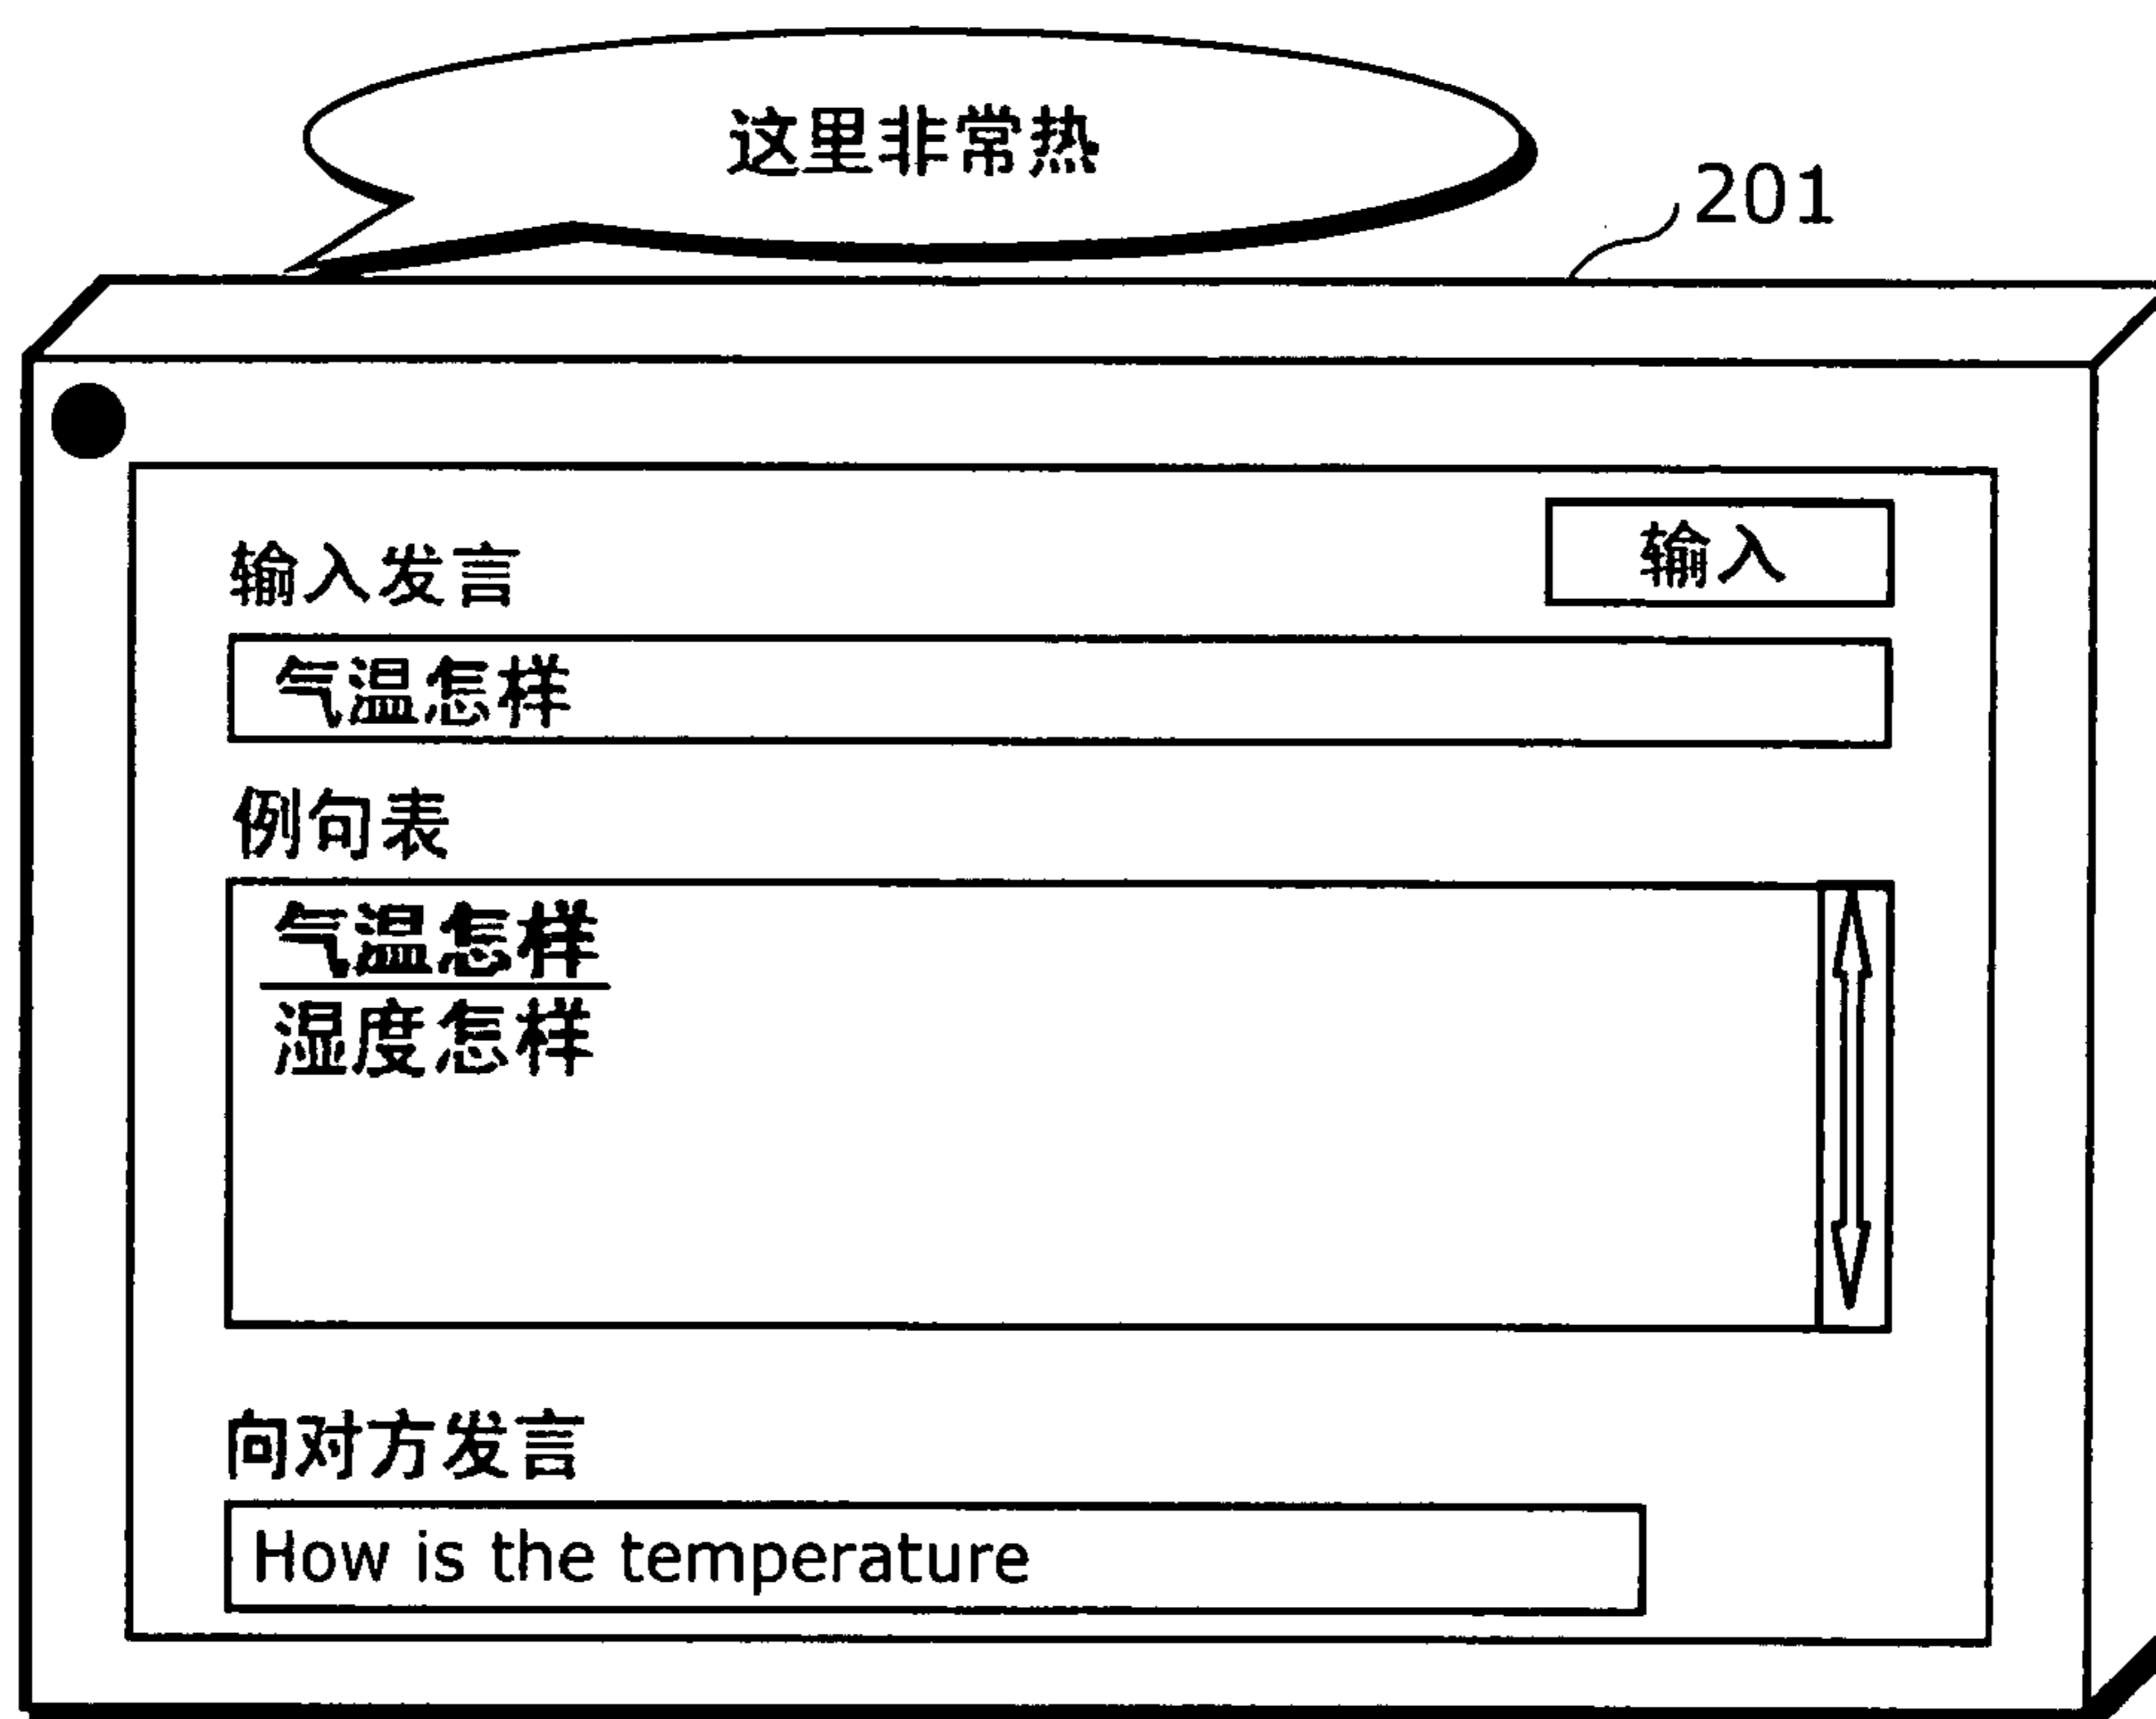 这里非常热
201
输入
输入发言
气温怎样
例句表
气温怎样
湿度怎样
向对方发言
How is the temperature